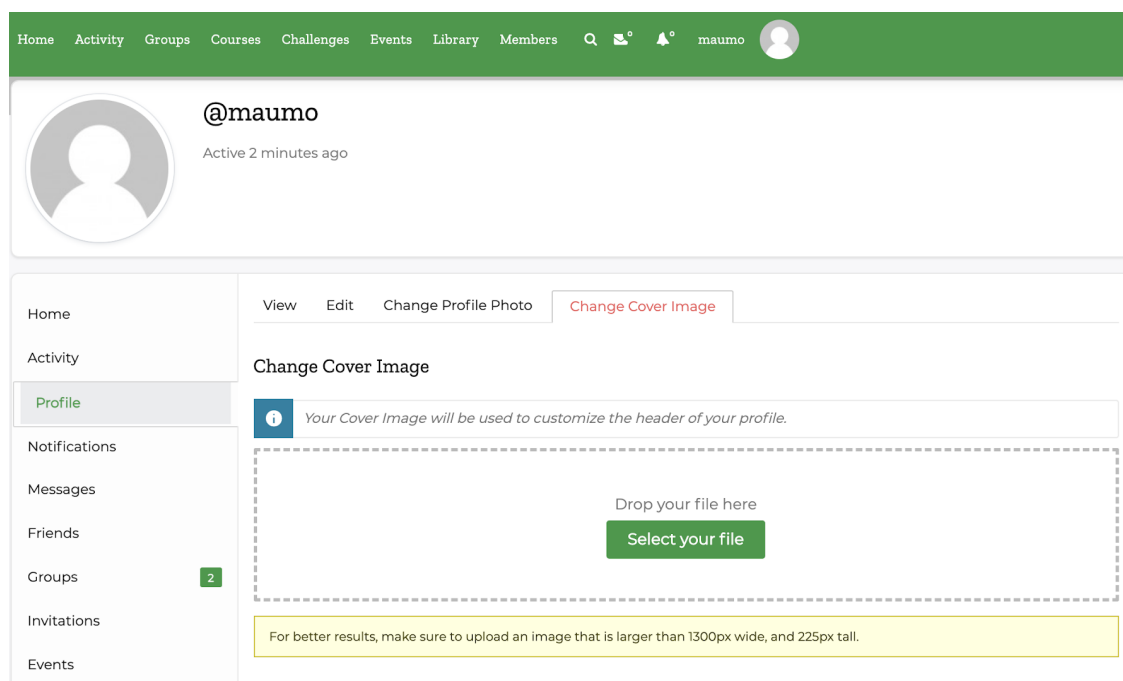 Home Activity Groups Courses Challenges Events Library Members 0 0 maumo
@maumo
Active 2 minutes ago
Home
Activity
Profile
Notifications
Messages
Friends
Groups 2
Invitations
Events
View Edit Change Profile Photo Change Cover Image
Change Cover Image
Your Cover Image will be used to customize the header of your profile.
Drop your file here
Select your file
For better results, make sure to upload an image that is larger than 1300px wide, and 225px tall.